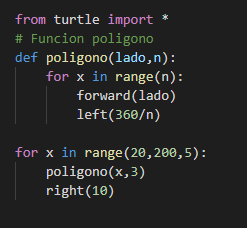 from turtle import *
# Funcion poligono
def poligono(lado,n):
    for x in range(n):
        forward(lado)
        left(360/n)

for x in range(20,200,5):
    poligono(x,3)
    right(10)